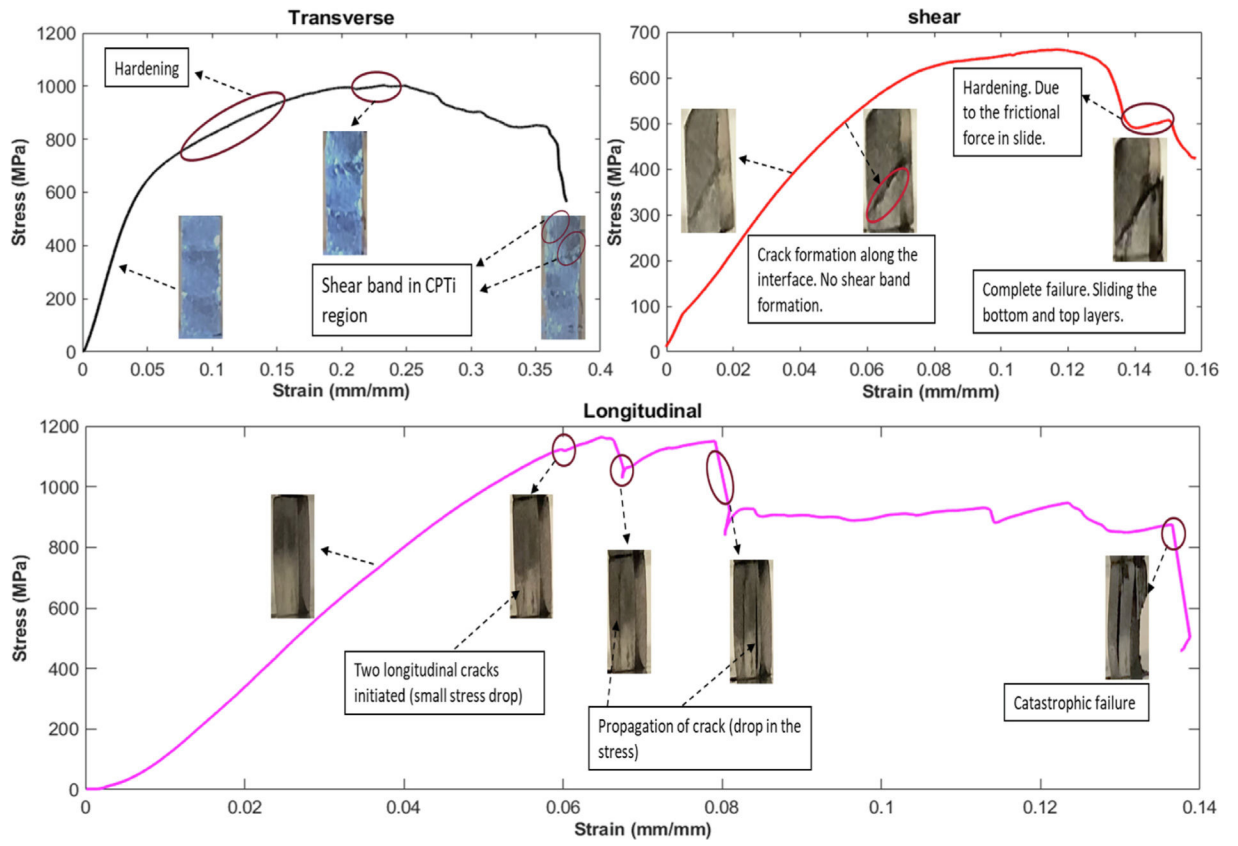 Transverse
1200
1000
800
600
400
200
0
Stress (MPa)
Hardening
Shear band in CPTi
region
0
0.05
0.1
0.15
0.2
0.25
0.3
0.35
0.4
Strain (mm/mm)
shear
700
600
500
400
300
200
100
0
Stress (MPa)
Hardening. Due
to the frictional
force in slide.
Crack formation along the
interface. No shear band
formation.
Complete failure. Sliding the
bottom and top layers.
0
0.02
0.04
0.06
0.08
0.1
0.12
0.14
0.16
Strain (mm/mm)
Longitudinal
1200
1000
800
600
400
200
0
Stress (MPa)
Two longitudinal cracks
initiated (small stress drop)
Propagation of crack (drop in the
stress)
Catastrophic failure
0
0.02
0.04
0.06
0.08
0.1
0.12
0.14
Strain (mm/mm)